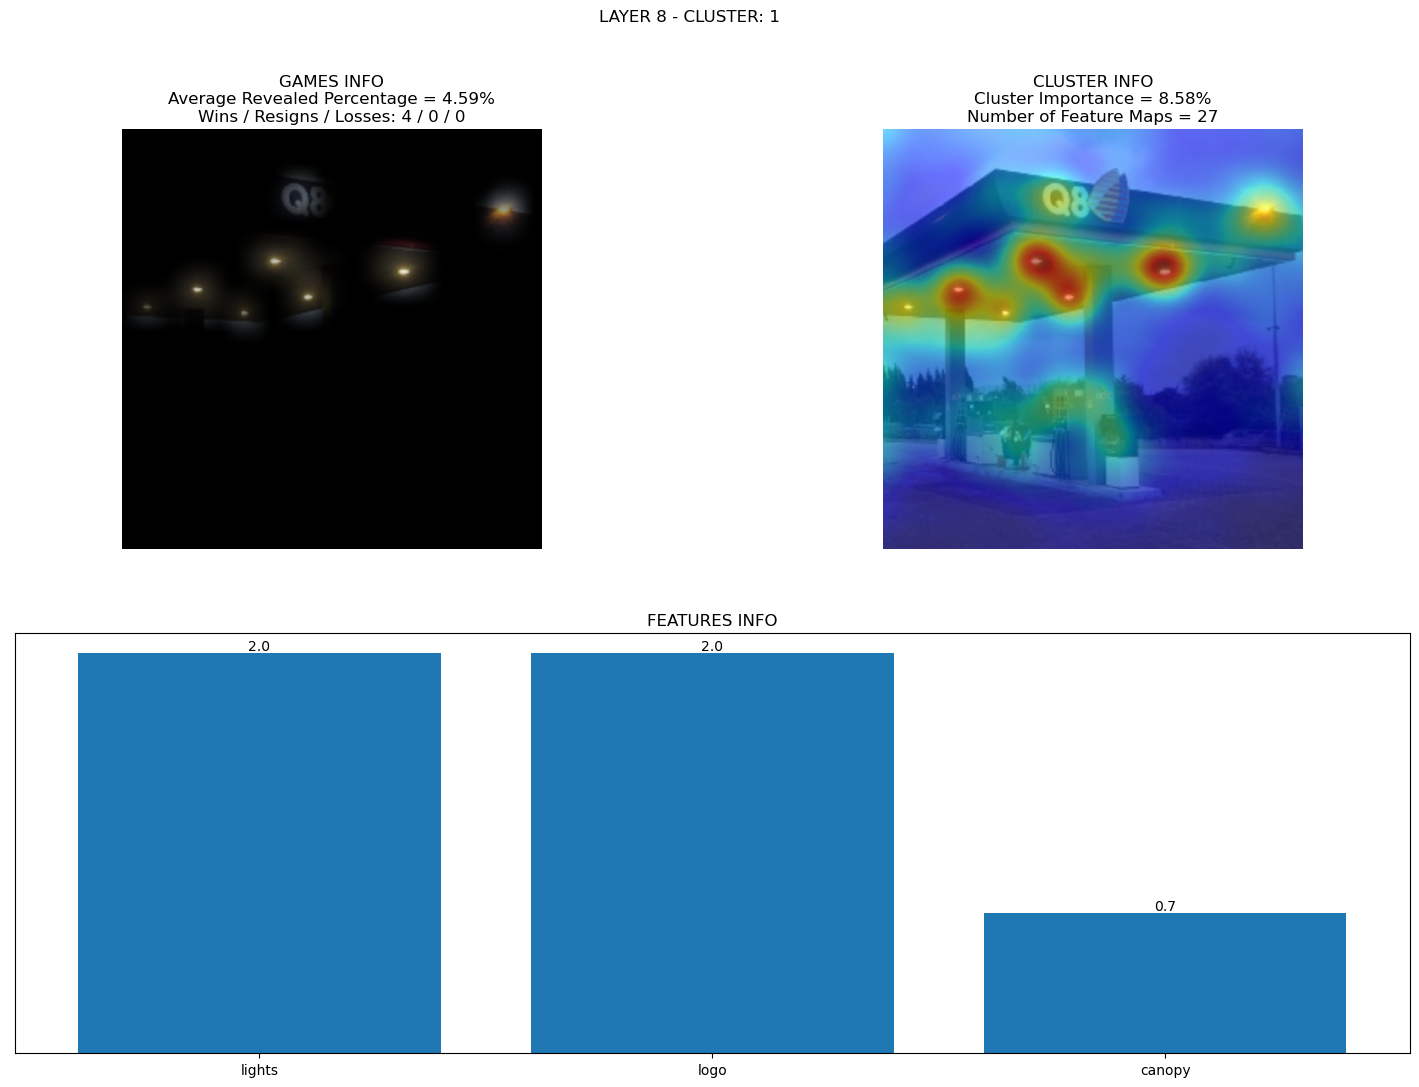 LAYER 8 - CLUSTER: 1
GAMES INFO
Average Revealed Percentage = 4.59%
Wins / Resigns / Losses: 4 / 0 / 0
Q8
CLUSTER INFO
Cluster Importance = 8.58%
Number of Feature Maps = 27
Q8
FEATURES INFO
2.0
2.0
0.7
lights
logo
canopy